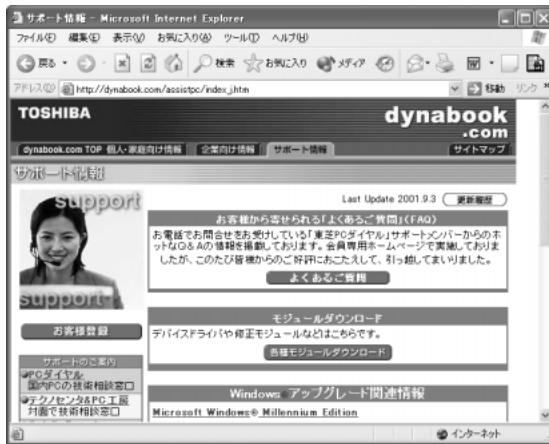 サポート情報 - Microsoft Internet Explorer
ファイル(F) 編集(E) 表示(V) お気に入り(A) ツール(T) ヘルプ(H)
戻る 検索 お気に入り メディア
アドレス(D) http://dynabook.com/assistpc/index_j.htm 移動 リンク »
TOSHIBA
dynabook
.com
dynabook.com TOP 個人・家庭向け情報 企業向け情報 サポート情報 サイトマップ
サポート情報
support
Last Update 2001.9.3 更新履歴
お客様から寄せられる「よくあるご質問」(FAQ)
お電話でお問合せをお受けしている「東芝PCダイヤル」サポートメンバーからのホ
ットなQ&Aの情報を掲載しております。会員専用ホームページで実施しておりま
したが、このたび皆様からのご好評におこたえして、引っ越してまいりました。
よくあるご質問
support
お客様登録
モジュールダウンロード
デバイスドライバや修正モジュールなどはこちらです。
各種モジュールダウンロード
サポートのご案内
PCダイヤル
国内PCの技術相談窓口
テクノセンタ&PC工房
対面で技術相談窓口
Windows®アップグレード関連情報
Microsoft Windows® Millennium Edition
インターネット